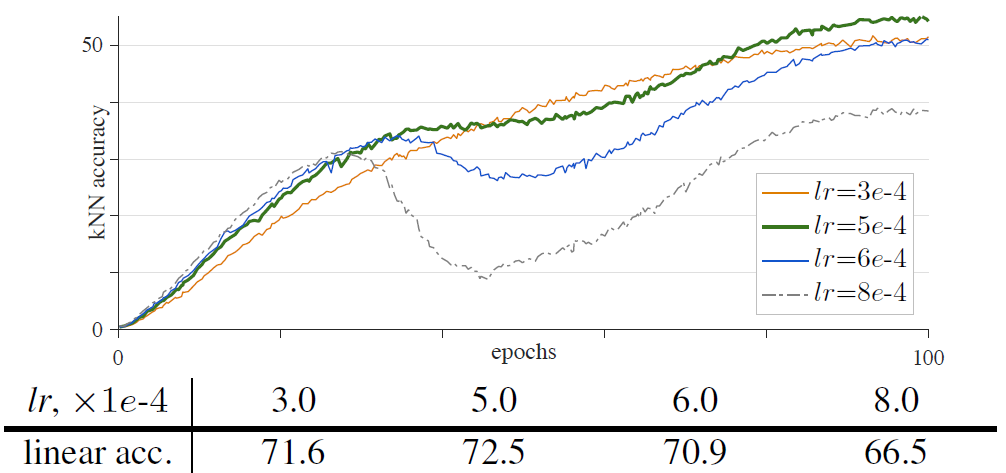 50
kNN accuracy
lr=3e-4
lr=5e-4
lr=6e-4
lr=8e-4
0
0
epochs
100
lr, ×1e-4 3.0 5.0 6.0 8.0
linear acc. 71.6 72.5 70.9 66.5